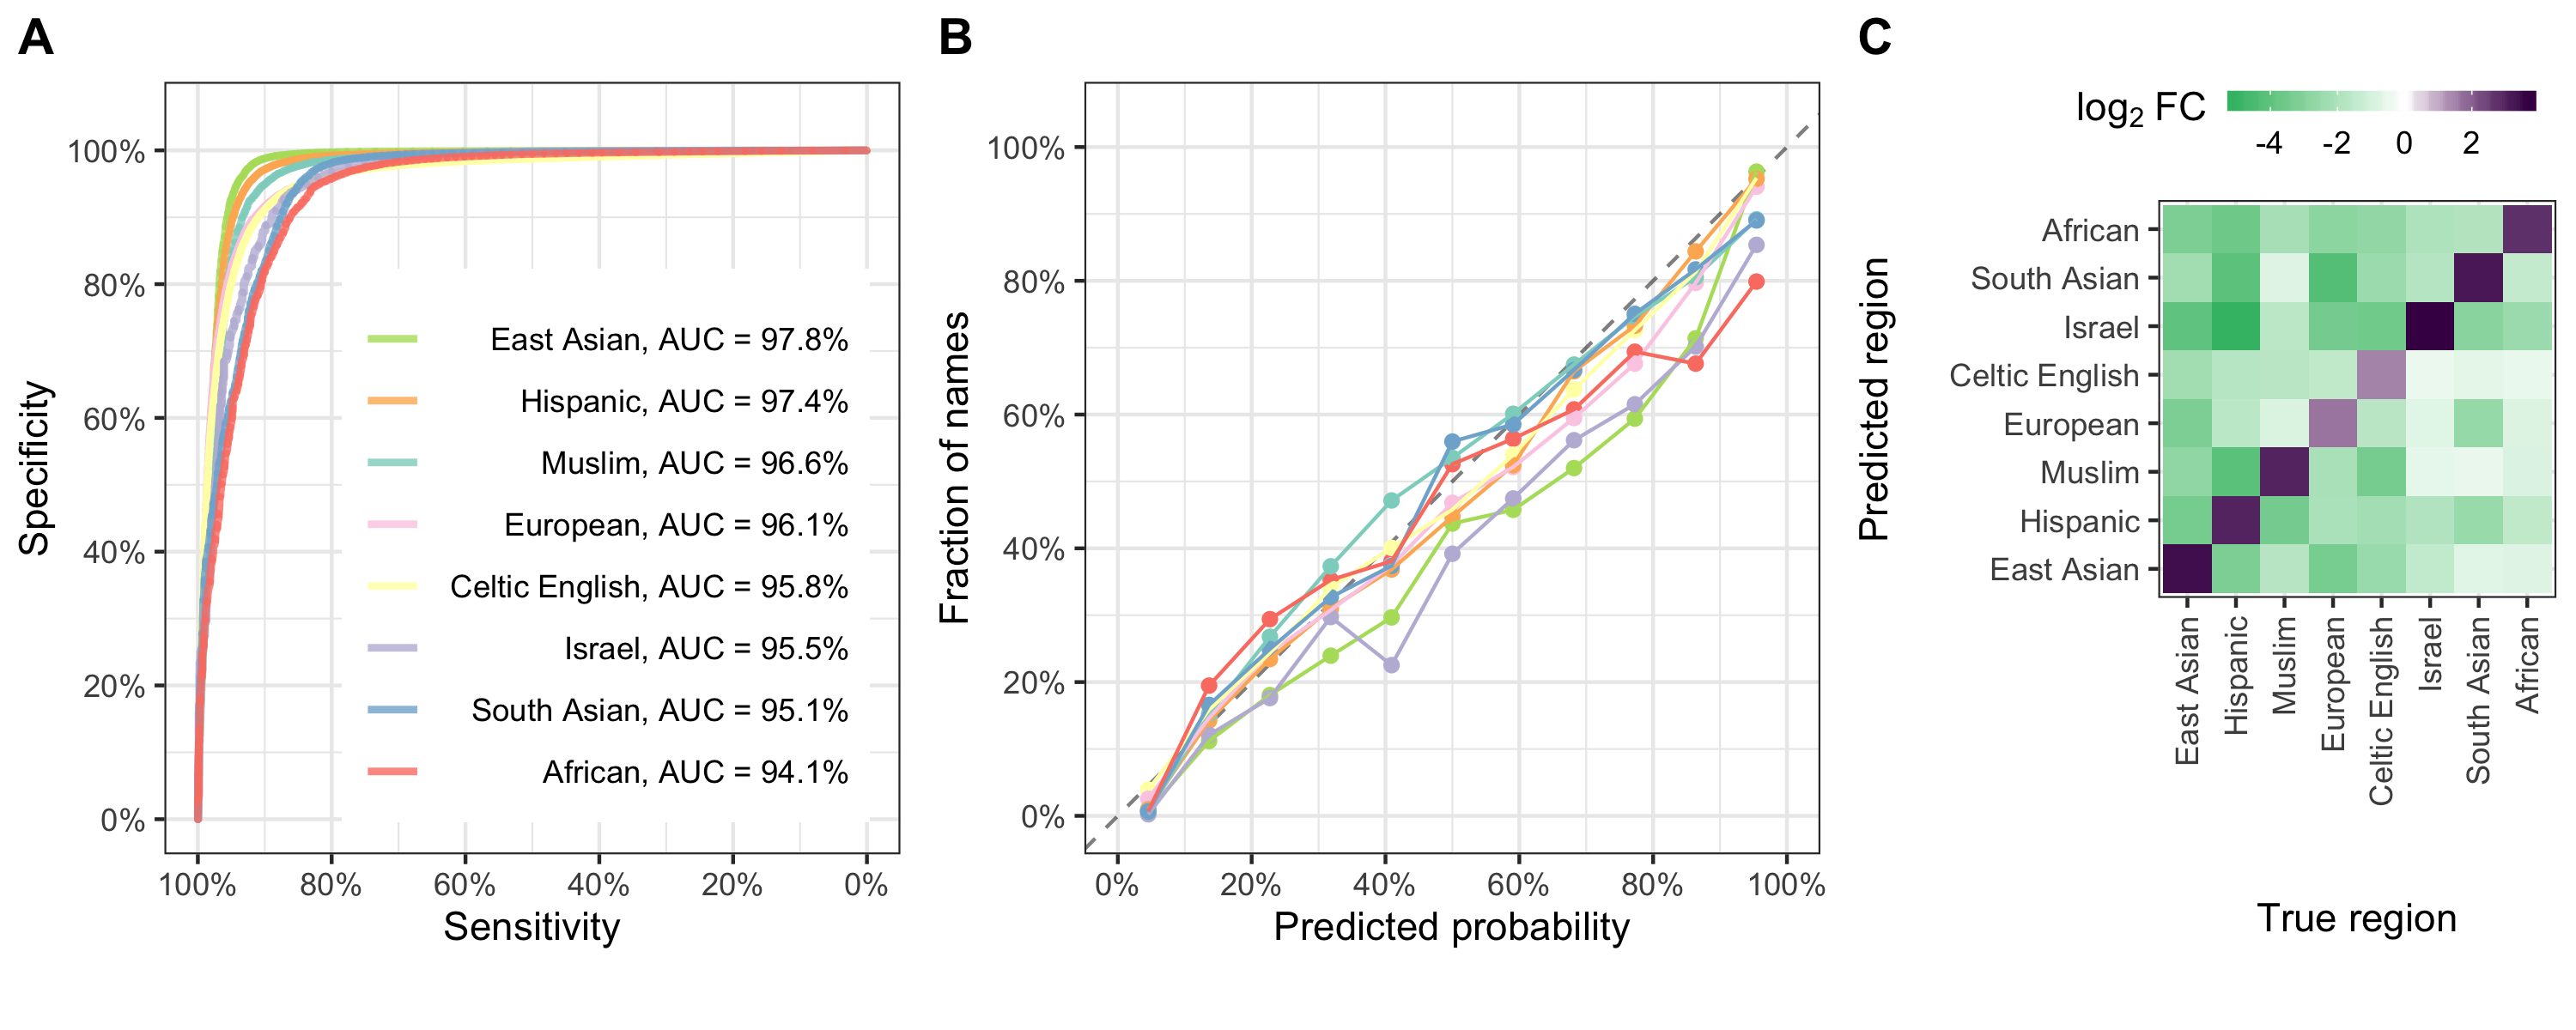 A
Specificity
100%
80%
60%
40%
20%
0%
East Asian, AUC = 97.8%
Hispanic, AUC = 97.4%
Muslim, AUC = 96.6%
European, AUC = 96.1%
Celtic English, AUC = 95.8%
Israel, AUC = 95.5%
South Asian, AUC = 95.1%
African, AUC = 94.1%
100% 80% 60% 40% 20% 0%
Sensitivity
B
Fraction of names
100%
80%
60%
40%
20%
0%
0% 20% 40% 60% 80% 100%
Predicted probability
C
log₂ FC
-4 -2 0 2
Predicted region
African
South Asian
Israel
Celtic English
European
Muslim
Hispanic
East Asian
East Asian
Hispanic
Muslim
European
Celtic English
Israel
South Asian
African
True region